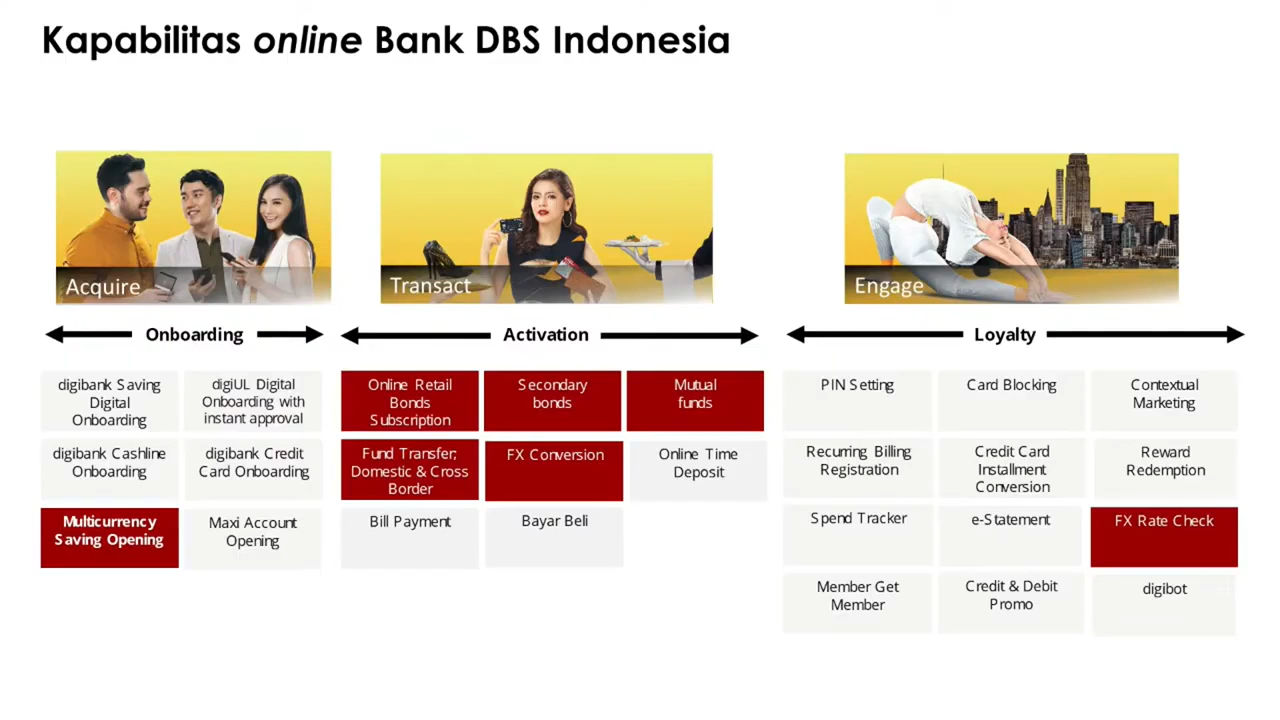 Kapabilitas online Bank DBS Indonesia
Acquire
Transact
Engage
Onboarding
Activation
Loyalty
digibank Saving
Digital
Onboarding
digiUL Digital
Onboarding with
instant approval
digibank Cashline
Onboarding
digibank Credit
Card Onboarding
Multicurrency
Saving Opening
Maxi Account
Opening
Online Retail
Bonds
Subscription
Secondary
bonds
Mutual
funds
Fund Transfer;
Domestic & Cross
Border
FX Conversion
Online Time
Deposit
Bill Payment
Bayar Beli
PIN Setting
Card Blocking
Contextual
Marketing
Recurring Billing
Registration
Credit Card
Installment
Conversion
Reward
Redemption
Spend Tracker
e-Statement
FX Rate Check
Member Get
Member
Credit & Debit
Promo
digibot